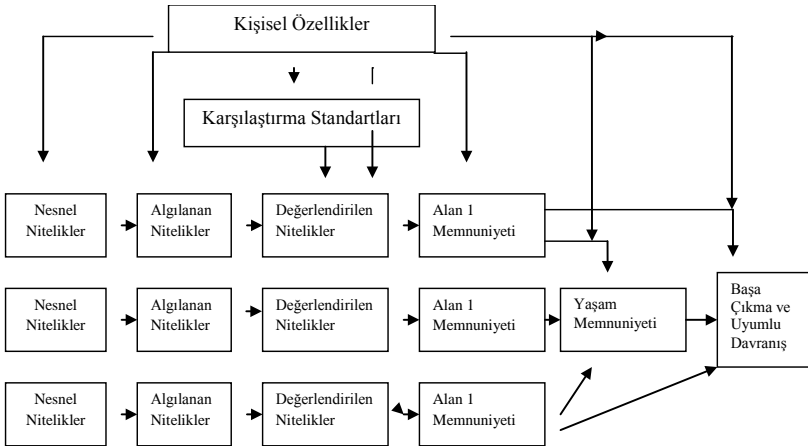 Kişisel Özellikler
Karşılaştırma Standartları
Nesnel
Nitelikler
Algılanan
Nitelikler
Değerlendirilen
Nitelikler
Alan 1
Memnuniyeti
Nesnel
Nitelikler
Algılanan
Nitelikler
Değerlendirilen
Nitelikler
Alan 1
Memnuniyeti
Yaşam
Memnuniyeti
Başa
Çıkma ve
Uyumlu
Davranış
Nesnel
Nitelikler
Algılanan
Nitelikler
Değerlendirilen
Nitelikler
Alan 1
Memnuniyeti